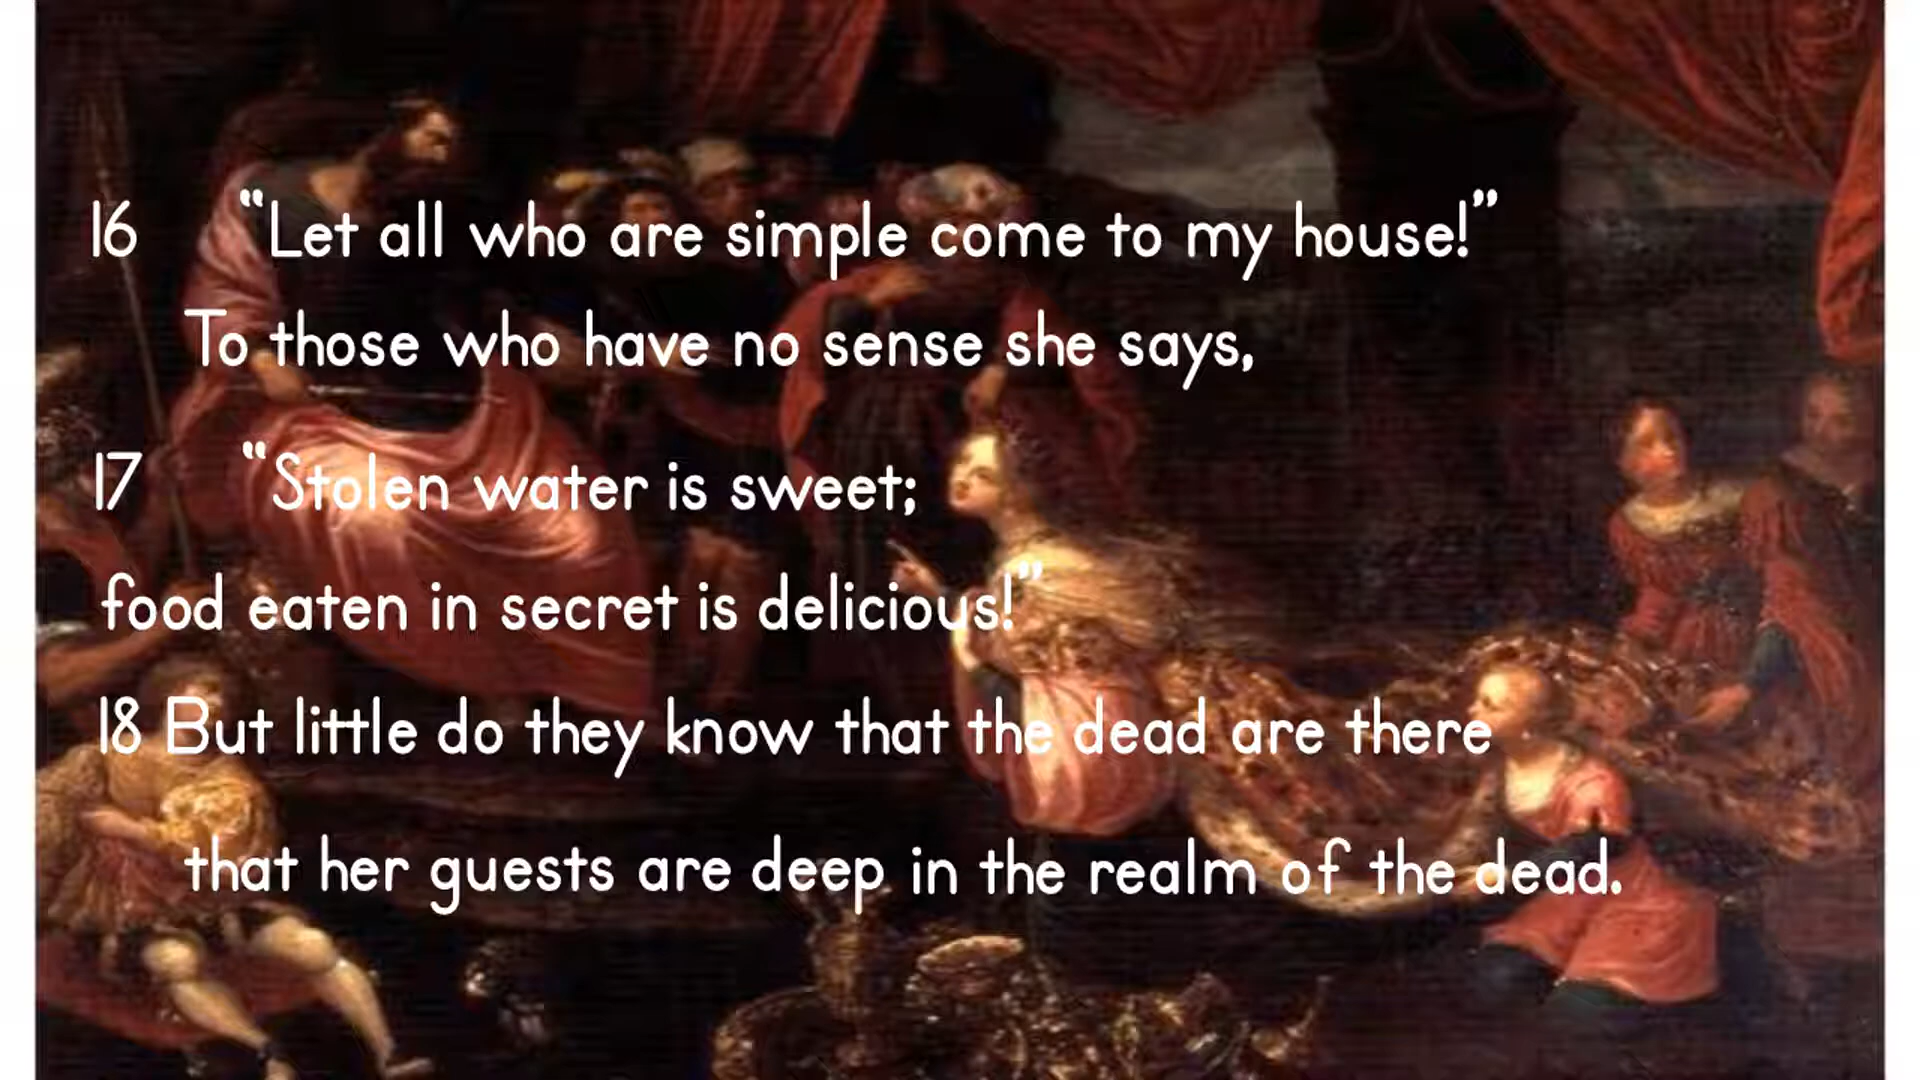 16 “Let all who are simple come to my house!”
To those who have no sense she says,
17 “Stolen water is sweet;
food eaten in secret is delicious!”
18 But little do they know that the dead are there
that her guests are deep in the realm of the dead.